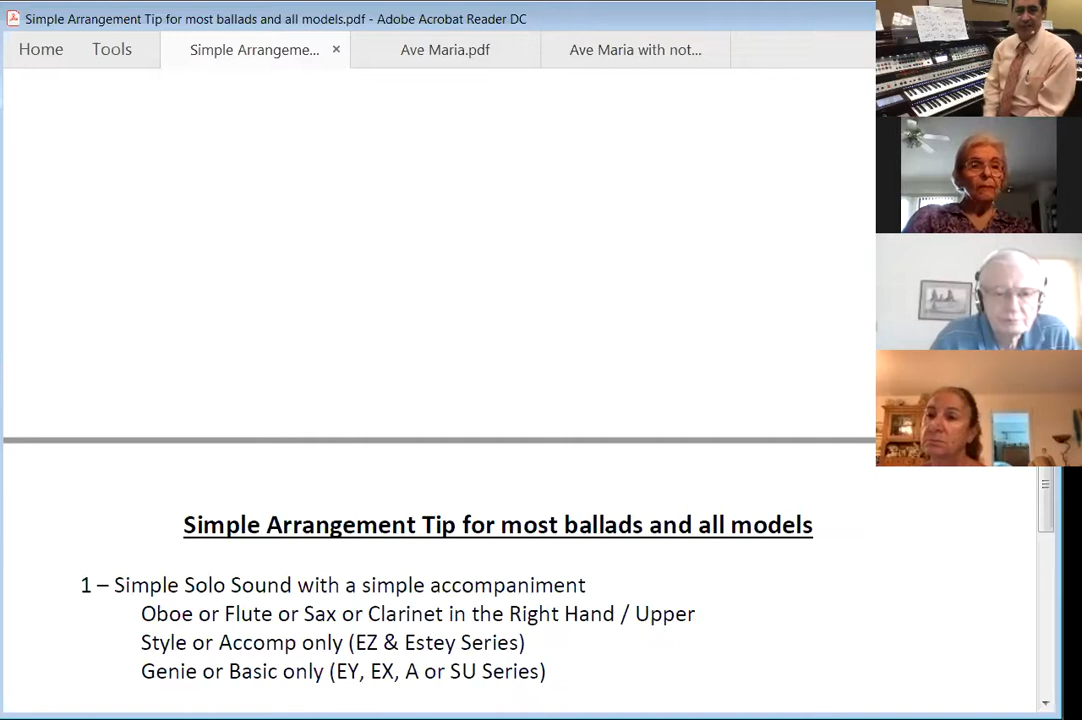 Simple Arrangement Tip for most ballads and all models.pdf - Adobe Acrobat Reader DC
Home Tools Simple Arrangeme... × Ave Maria.pdf Ave Maria with not...
Simple Arrangement Tip for most ballads and all models
1 – Simple Solo Sound with a simple accompaniment
Oboe or Flute or Sax or Clarinet in the Right Hand / Upper
Style or Accomp only (EZ & Estey Series)
Genie or Basic only (EY, EX, A or SU Series)